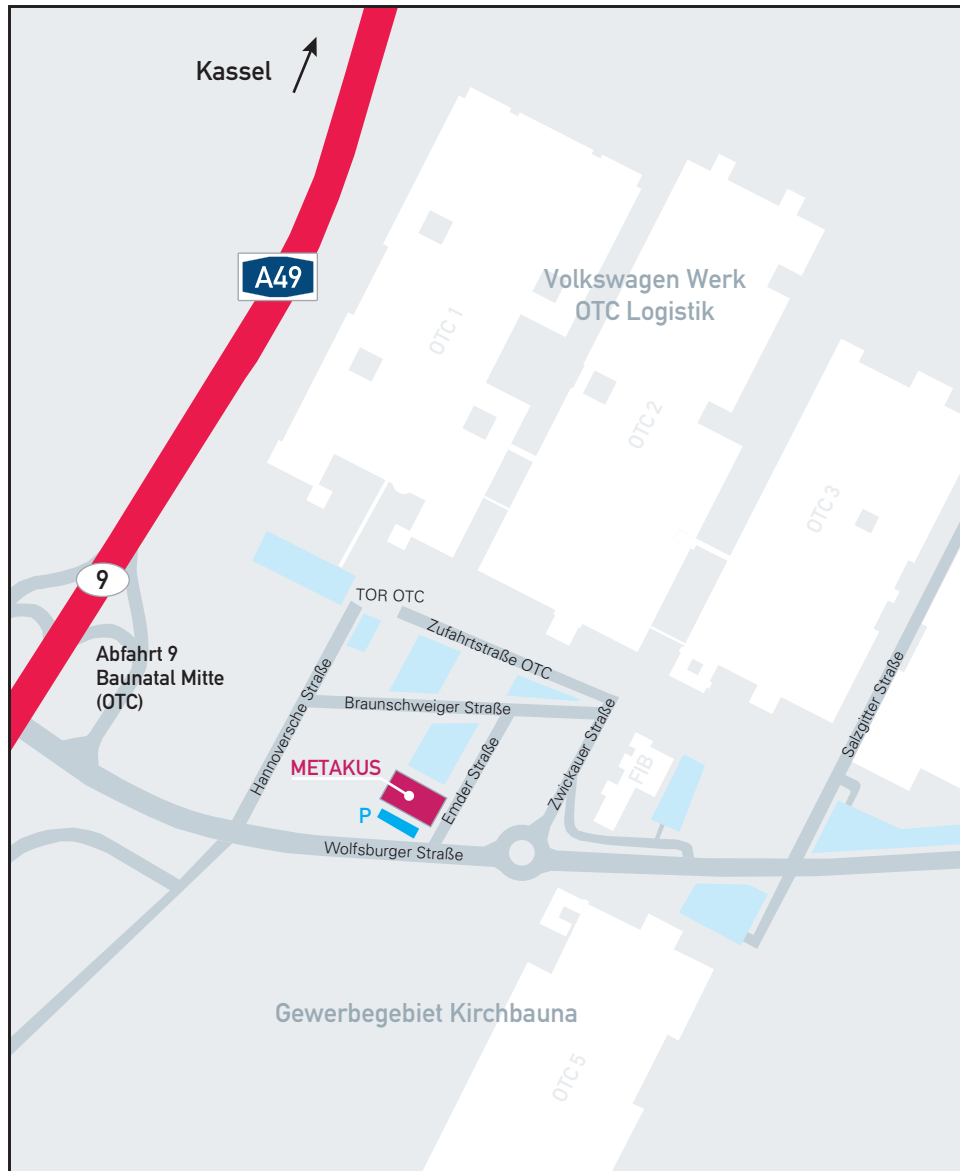 Kassel
A49
Volkswagen Werk
OTC Logistik
OTC 1
OTC 2
OTC 3
9
TOR OTC
Zufahrtstraße OTC
Abfahrt 9
Baunatal Mitte
(OTC)
Hannoversche Straße
Braunschweiger Straße
Salzgitter Straße
Zwickauer Straße
Emder Straße
FIB
METAKUS
P
Wolfsburger Straße
Gewerbegebiet Kirchbauna
OTC 5